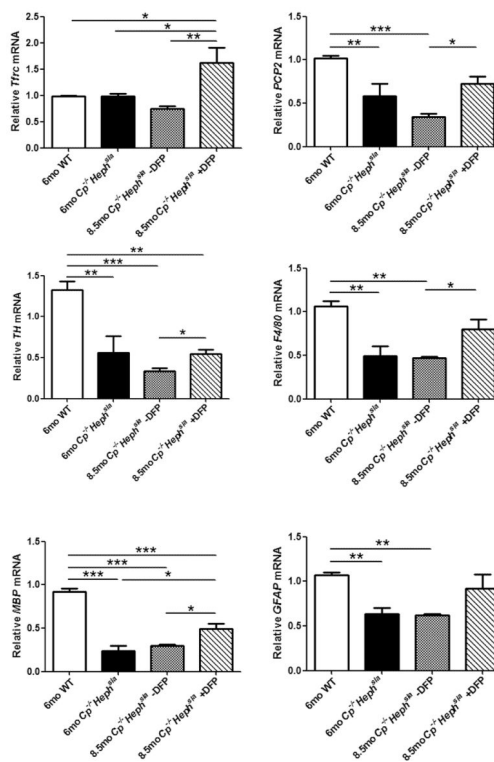 Relative Tfrc mRNA
2.0
1.5
1.0
0.5
0.0
*
*
**
6mo WT
6mo Cp-/-Hephsla
8.5mo Cp-/-Hephsla -DFP
8.5mo Cp-/-Hephsla +DFP
Relative PCP2 mRNA
1.5
1.0
0.5
0.0
***
**
*
6mo WT
6mo Cp-/-Hephsla
8.5mo Cp-/-Hephsla -DFP
8.5mo Cp-/-Hephsla +DFP
Relative TH mRNA
1.5
1.0
0.5
0.0
**
***
**
*
6mo WT
6mo Cp-/-Hephsla
8.5mo Cp-/-Hephsla -DFP
8.5mo Cp-/-Hephsla +DFP
Relative F4/80 mRNA
1.5
1.0
0.5
0.0
**
**
*
6mo WT
6mo Cp-/-Hephsla
8.5mo Cp-/-Hephsla -DFP
8.5mo Cp-/-Hephsla +DFP
Relative MBP mRNA
1.5
1.0
0.5
0.0
***
***
***
*
*
6mo WT
6mo Cp-/-Hephsla
8.5mo Cp-/-Hephsla -DFP
8.5mo Cp-/-Hephsla +DFP
Relative GFAP mRNA
1.5
1.0
0.5
0.0
**
**
6mo WT
6mo Cp-/-Hephsla
8.5mo Cp-/-Hephsla -DFP
8.5mo Cp-/-Hephsla +DFP